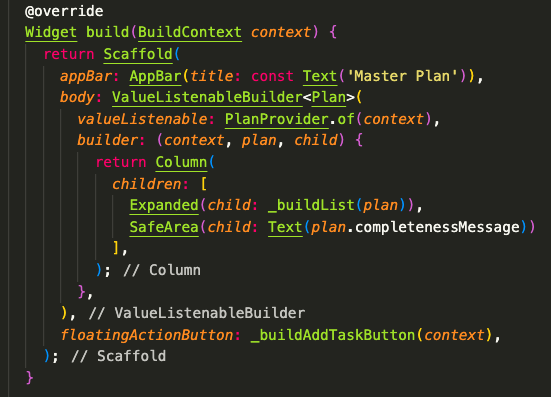 @override
Widget build(BuildContext context) {
  return Scaffold(
    appBar: AppBar(title: const Text('Master Plan')),
    body: ValueListenableBuilder<Plan>(
      valueListenable: PlanProvider.of(context),
      builder: (context, plan, child) {
        return Column(
          children: [
            Expanded(child: _buildList(plan)),
            SafeArea(child: Text(plan.completenessMessage))
          ],
        ); // Column
      },
    ), // ValueListenableBuilder
    floatingActionButton: _buildAddTaskButton(context),
  ); // Scaffold
}